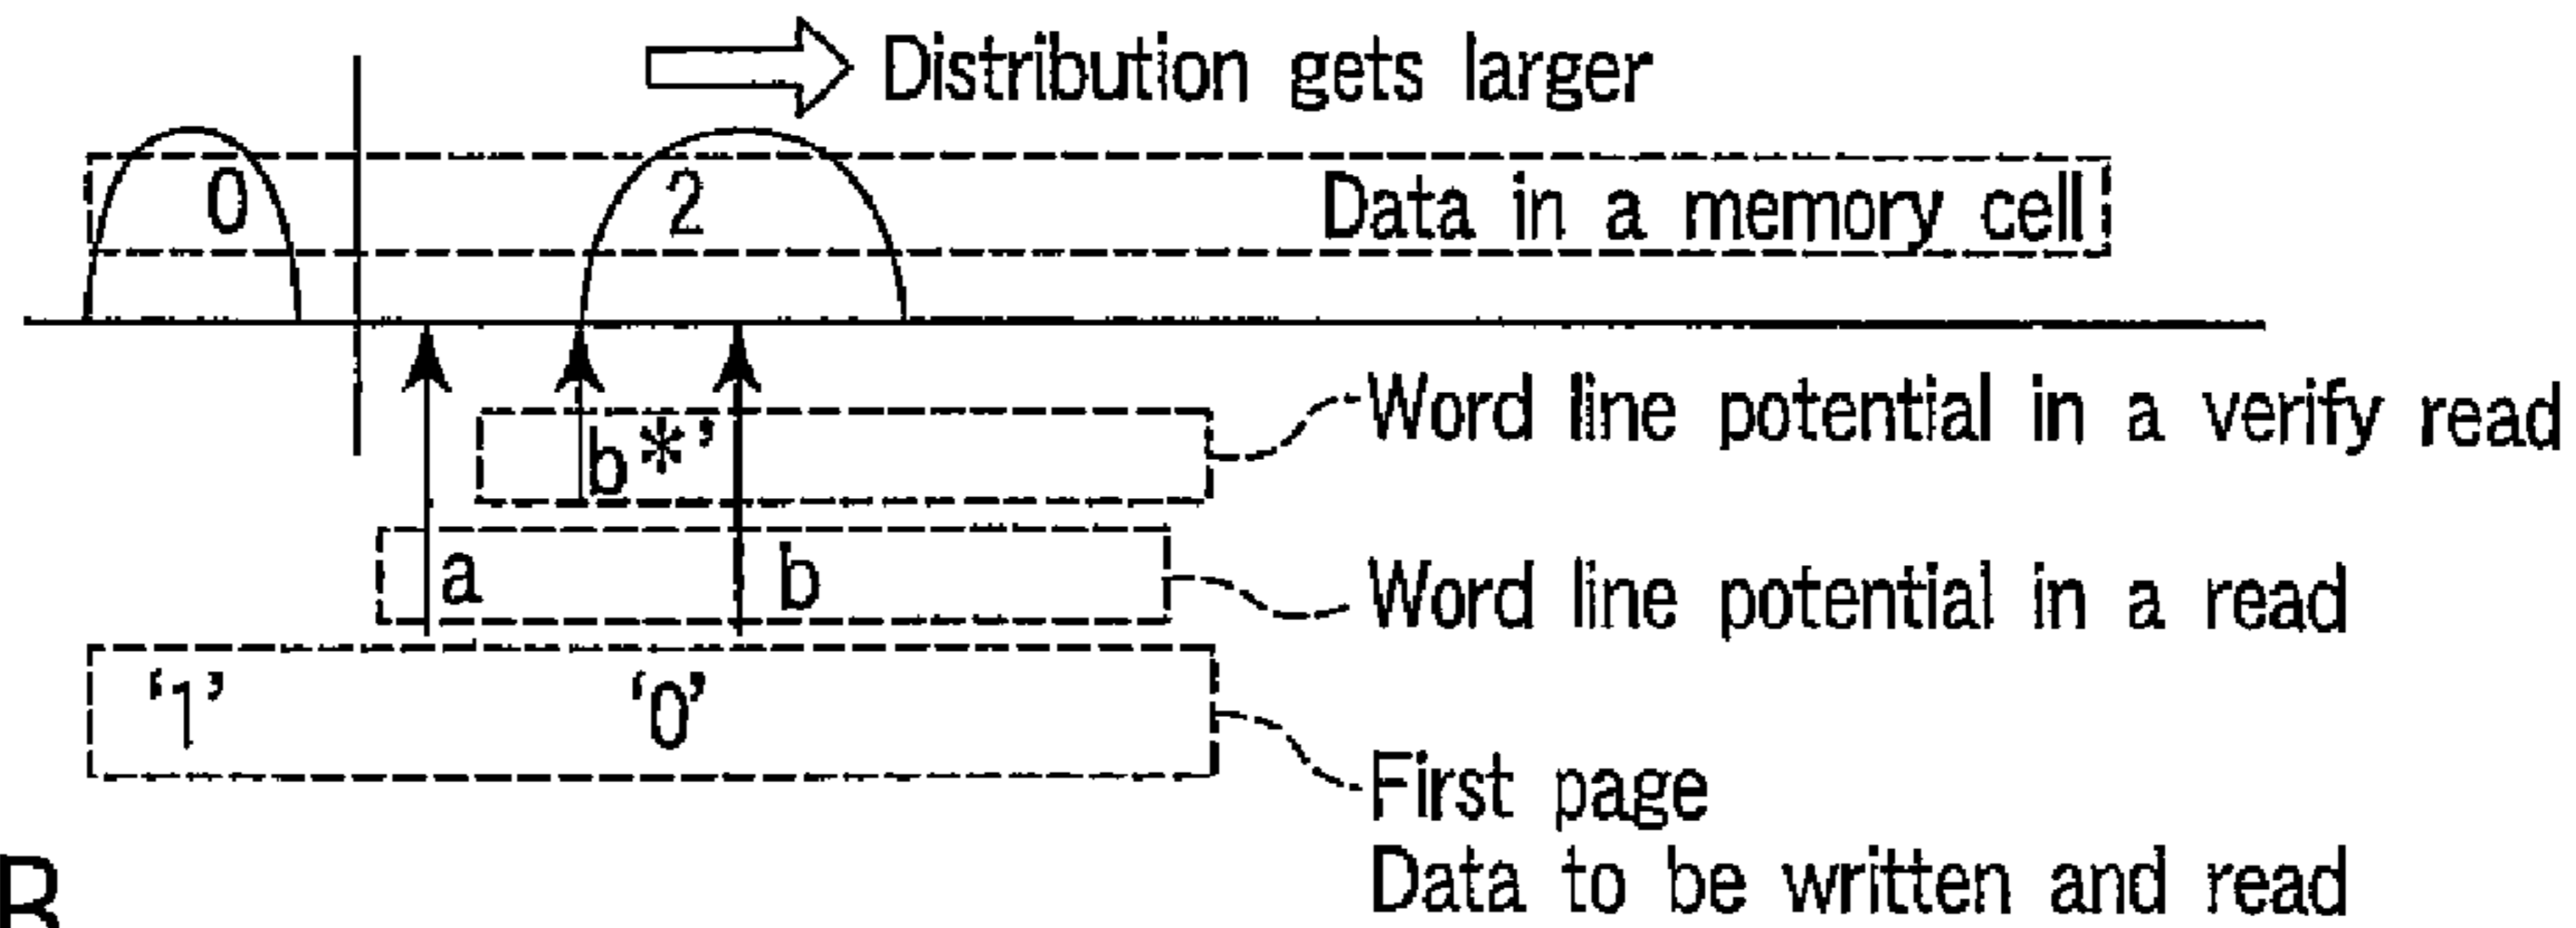 Distribution gets larger
0 2 Data in a memory cell
b*' Word line potential in a verify read
a b Word line potential in a read
'1' '0'
First page
Data to be written and read